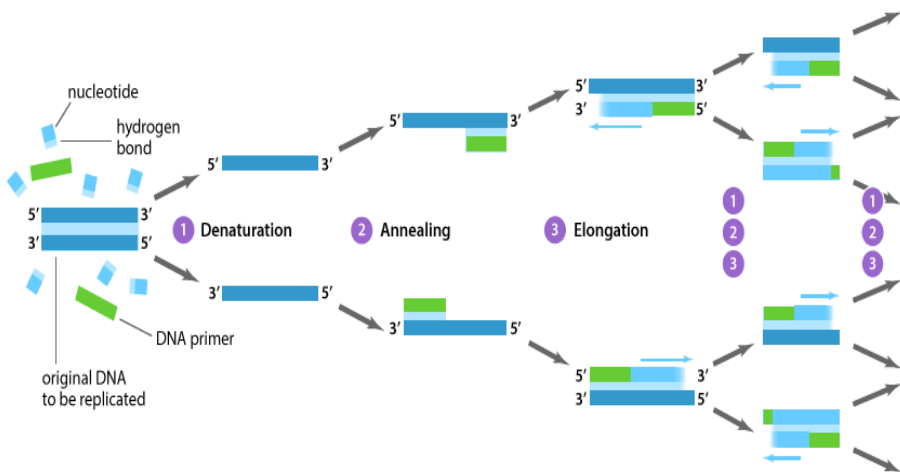 nucleotide
hydrogen
bond
5′ 3′
3′ 5′
DNA primer
original DNA
to be replicated
5′ 3′
1 Denaturation
3′ 5′
5′ 3′
2 Annealing
3′ 5′
5′ 3′
3′ 5′
3 Elongation
5′ 3′
3′ 5′
1
2
3
1
2
3